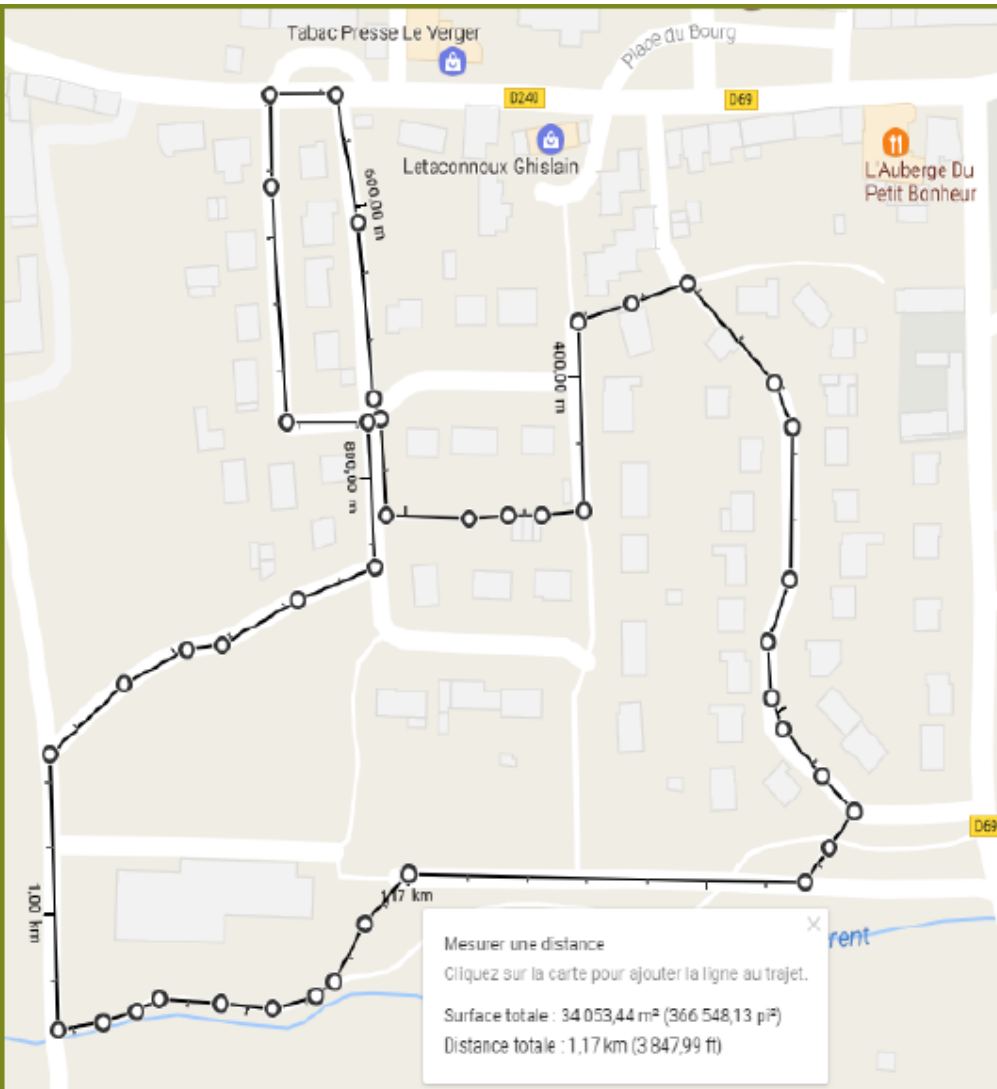 Tabac Presse Le Verger
Place du Bourg
D240
D69
Letaconnoux Ghislain
L'Auberge Du
Petit Bonheur
600,00 m
400,00 m
800,00 m
D69
1,00 km
1,17 km
rent
Mesurer une distance
Cliquez sur la carte pour ajouter la ligne au trajet.
Surface totale : 34 053,44 m² (366 548,13 pi²)
Distance totale : 1,17 km (3 847,99 ft)